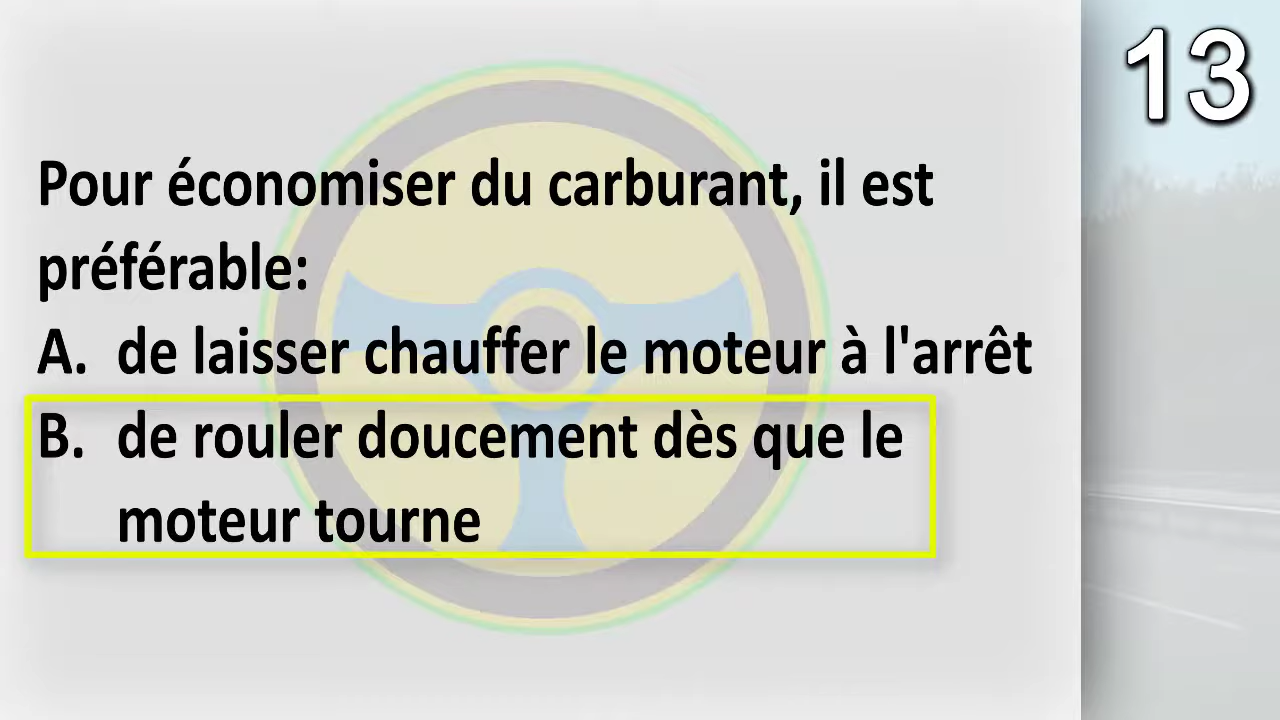 13
Pour économiser du carburant, il est
préférable:
A. de laisser chauffer le moteur à l'arrêt
B. de rouler doucement dès que le
moteur tourne